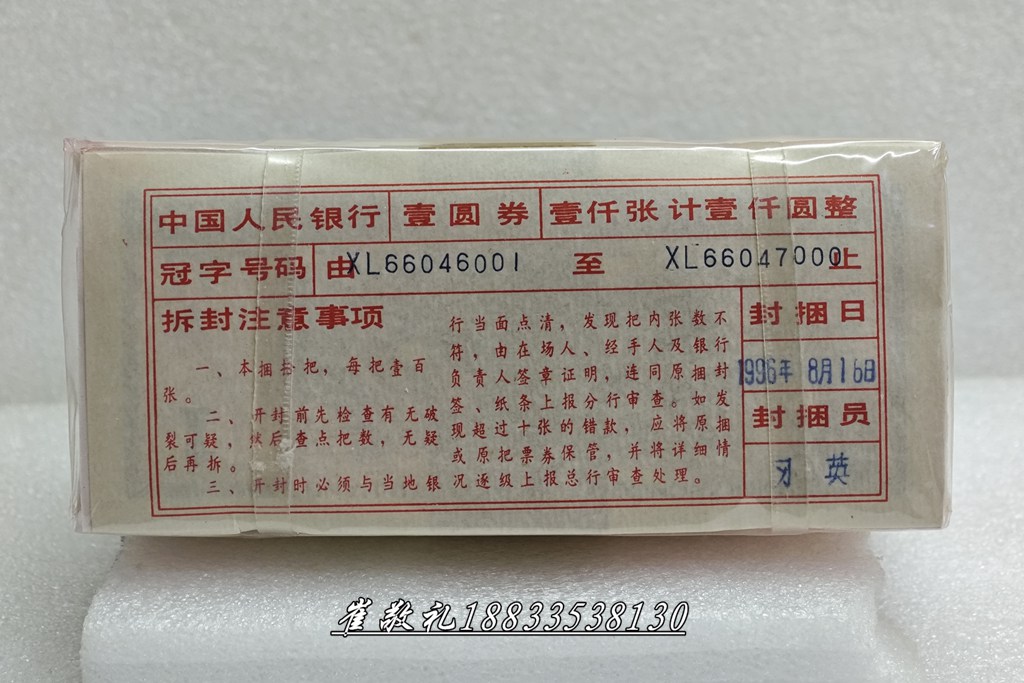 中国人民银行 壹圆券 壹仟张计壹仟圆整
冠字号码 由XL66046001 至 XL66047000止
拆封注意事项
一、本捆拾把，每把壹百
张。
二、开封前先检查有无破
裂可疑，然后查点把数，无疑
后再拆。
三、开封时必须与当地银
行当面点清，发现把内张数不
符，由在场人、经手人及银行
负责人签章证明，连同原捆封
签、纸条上报分行审查。如发
现超过十张的错款，应将原捆
或原把票券保管，并将详细情
况逐级上报总行审查处理。
封捆日
1996年 8月16日
封捆员
刁英
崔敬礼18833538130